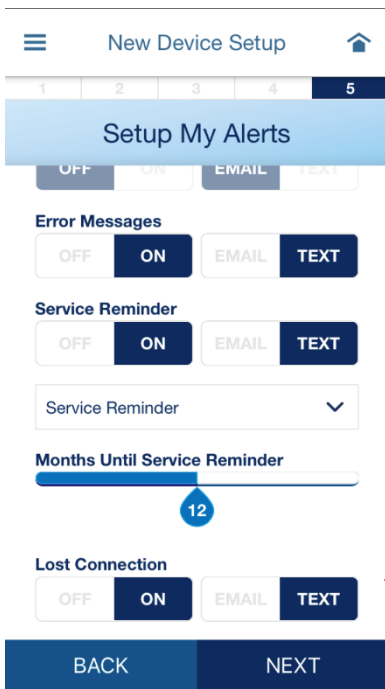 New Device Setup
1 2 3 4 5
Setup My Alerts
OFF ON EMAIL TEXT
Error Messages
OFF ON EMAIL TEXT
Service Reminder
OFF ON EMAIL TEXT
Service Reminder
Months Until Service Reminder
12
Lost Connection
OFF ON EMAIL TEXT
BACK NEXT